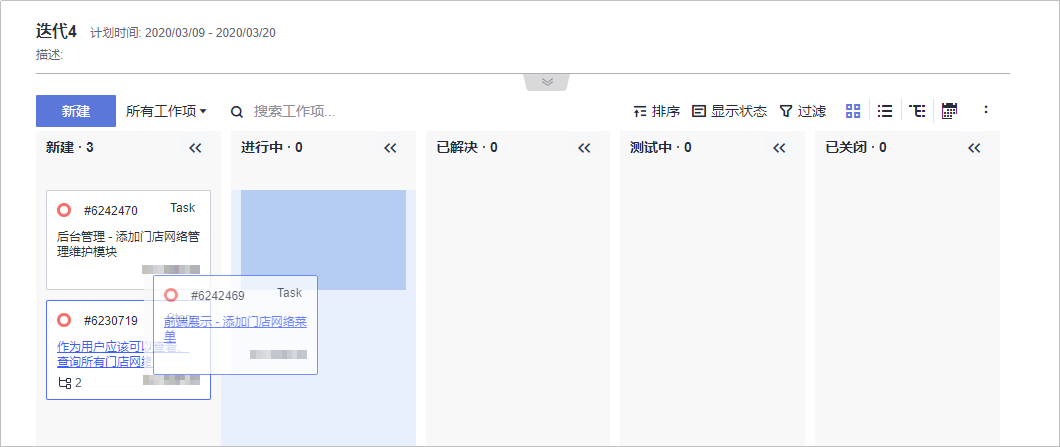 迭代4 计划时间: 2020/03/09 - 2020/03/20
描述:
新建 所有工作项 搜索工作项... 排序 显示状态 过滤
新建 · 3 进行中 · 0 已解决 · 0 测试中 · 0 已关闭 · 0
#6242470 Task
后台管理 - 添加门店网络管
理维护模块
#6242469 Task
前端展示 - 添加门店网络菜
单
#6230719
作为用户应该可以查看、
查询所有门店网络
2